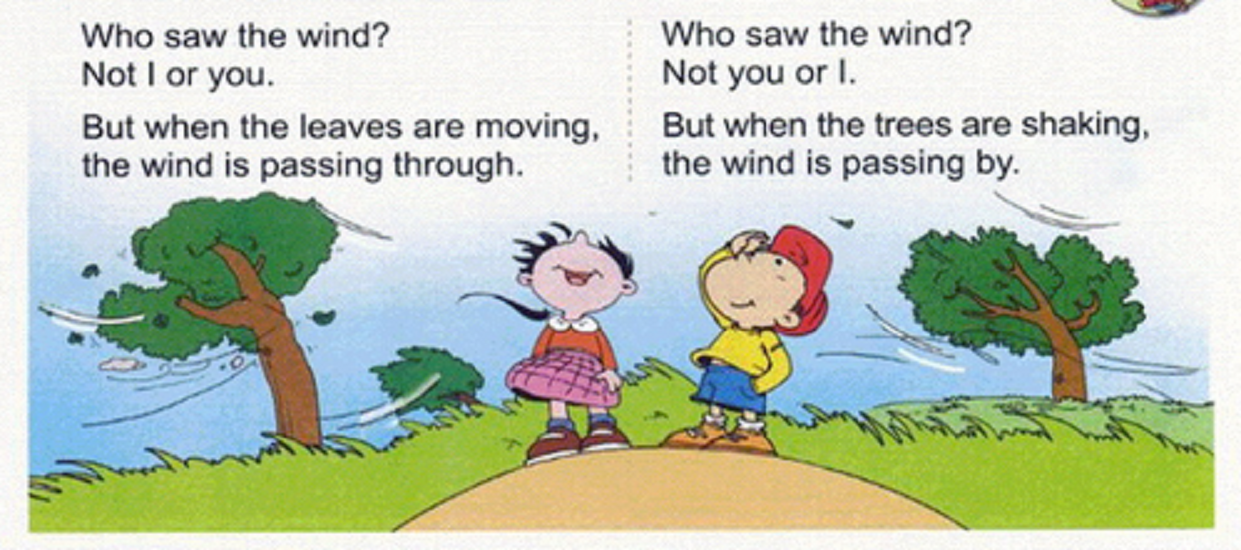 Who saw the wind?
Not I or you.
But when the leaves are moving,
the wind is passing through.
Who saw the wind?
Not you or I.
But when the trees are shaking,
the wind is passing by.